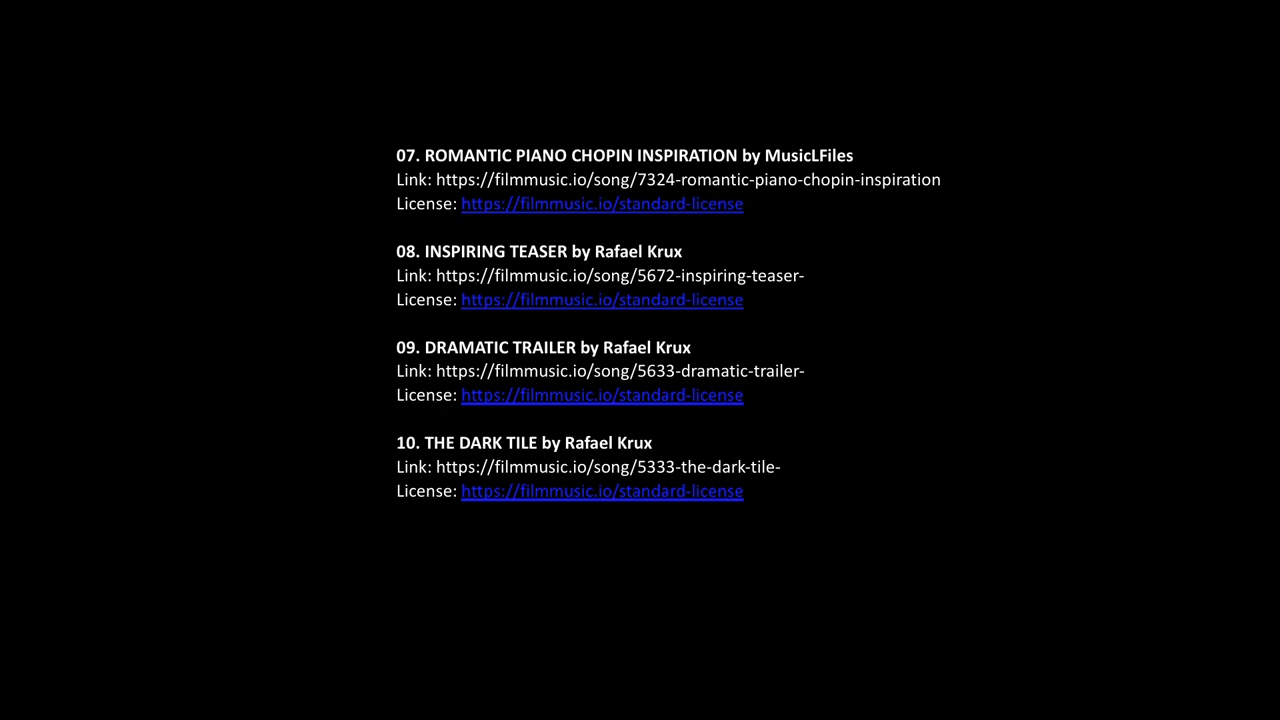 07. ROMANTIC PIANO CHOPIN INSPIRATION by MusicLFiles
Link: https://filmmusic.io/song/7324-romantic-piano-chopin-inspiration
License: https://filmmusic.io/standard-license
08. INSPIRING TEASER by Rafael Krux
Link: https://filmmusic.io/song/5672-inspiring-teaser-
License: https://filmmusic.io/standard-license
09. DRAMATIC TRAILER by Rafael Krux
Link: https://filmmusic.io/song/5633-dramatic-trailer-
License: https://filmmusic.io/standard-license
10. THE DARK TILE by Rafael Krux
Link: https://filmmusic.io/song/5333-the-dark-tile-
License: https://filmmusic.io/standard-license